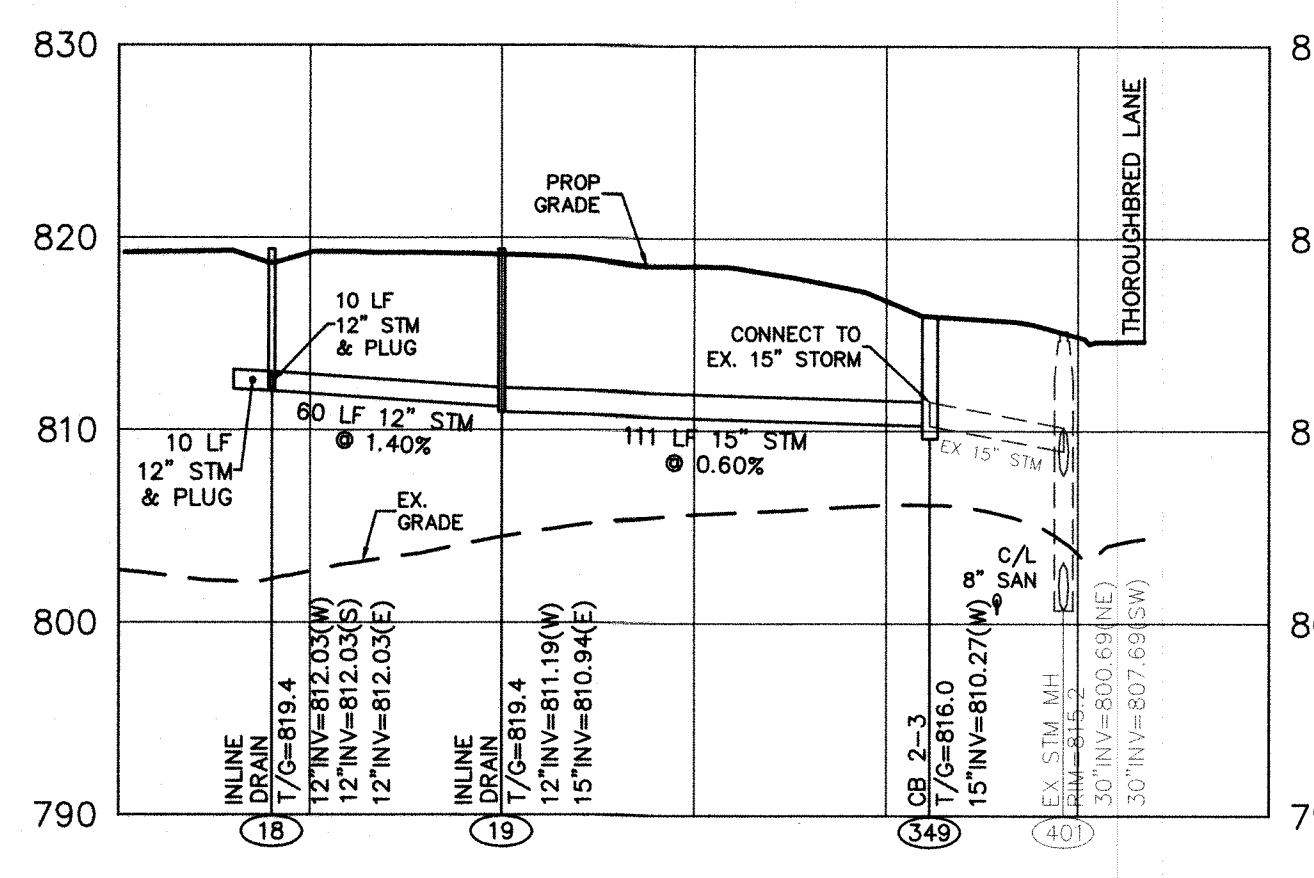 830
8
THOROUGHBRED LANE
PROP
GRADE
820
8
10 LF
12" STM
& PLUG
CONNECT TO
EX. 15" STORM
60 LF 12" STM
@ 1.40%
810
8
111 LF 15" STM
@ 0.60%
EX 15" STM
10 LF
12" STM
& PLUG
EX.
GRADE
C/L
8" SAN
800
8
INLINE
DRAIN
T/G=819.4
12"INV=812.03(W)
12"INV=812.03(S)
12"INV=812.03(E)
INLINE
DRAIN
T/G=819.4
12"INV=811.19(W)
15"INV=810.94(E)
CB 2-3
T/G=816.0
15"INV=810.27(W)
EX STM MH
RIM=815.2
30"INV=800.69(NE)
30"INV=807.69(SW)
790
79
18
19
349
401